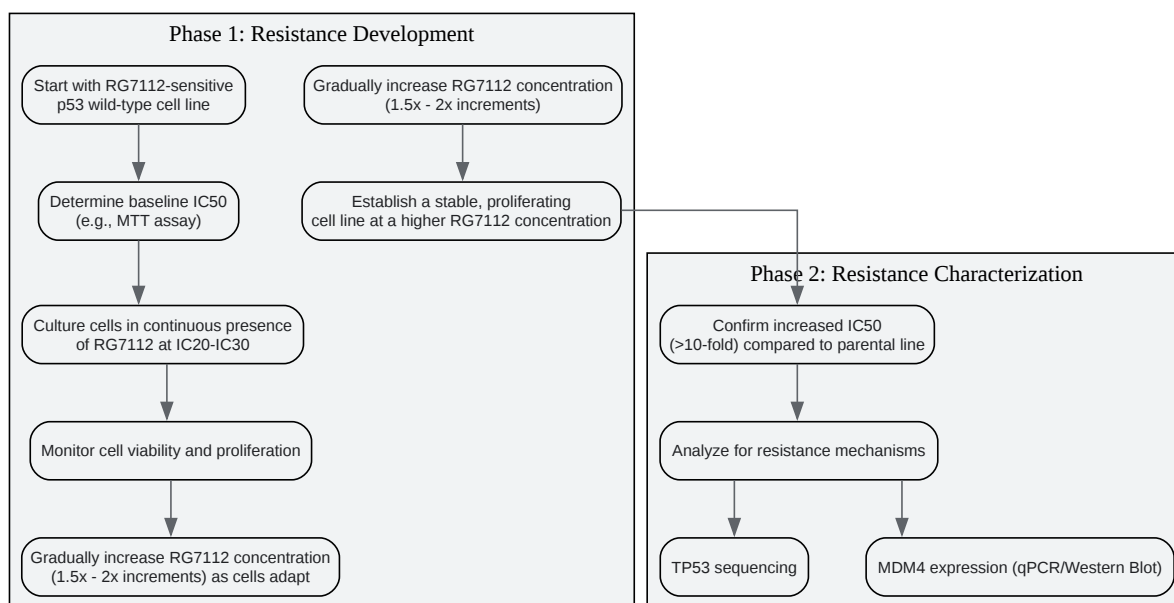 Phase 1: Resistance Development
Start with RG7112-sensitive
p53 wild-type cell line
Determine baseline IC50
(e.g., MTT assay)
Culture cells in continuous presence
of RG7112 at IC20-IC30
Monitor cell viability and proliferation
Gradually increase RG7112 concentration
(1.5x - 2x increments) as cells adapt
Gradually increase RG7112 concentration
(1.5x - 2x increments)
Establish a stable, proliferating
cell line at a higher RG7112 concentration
Phase 2: Resistance Characterization
Confirm increased IC50
(>10-fold) compared to parental line
Analyze for resistance mechanisms
TP53 sequencing
MDM4 expression (qPCR/Western Blot)